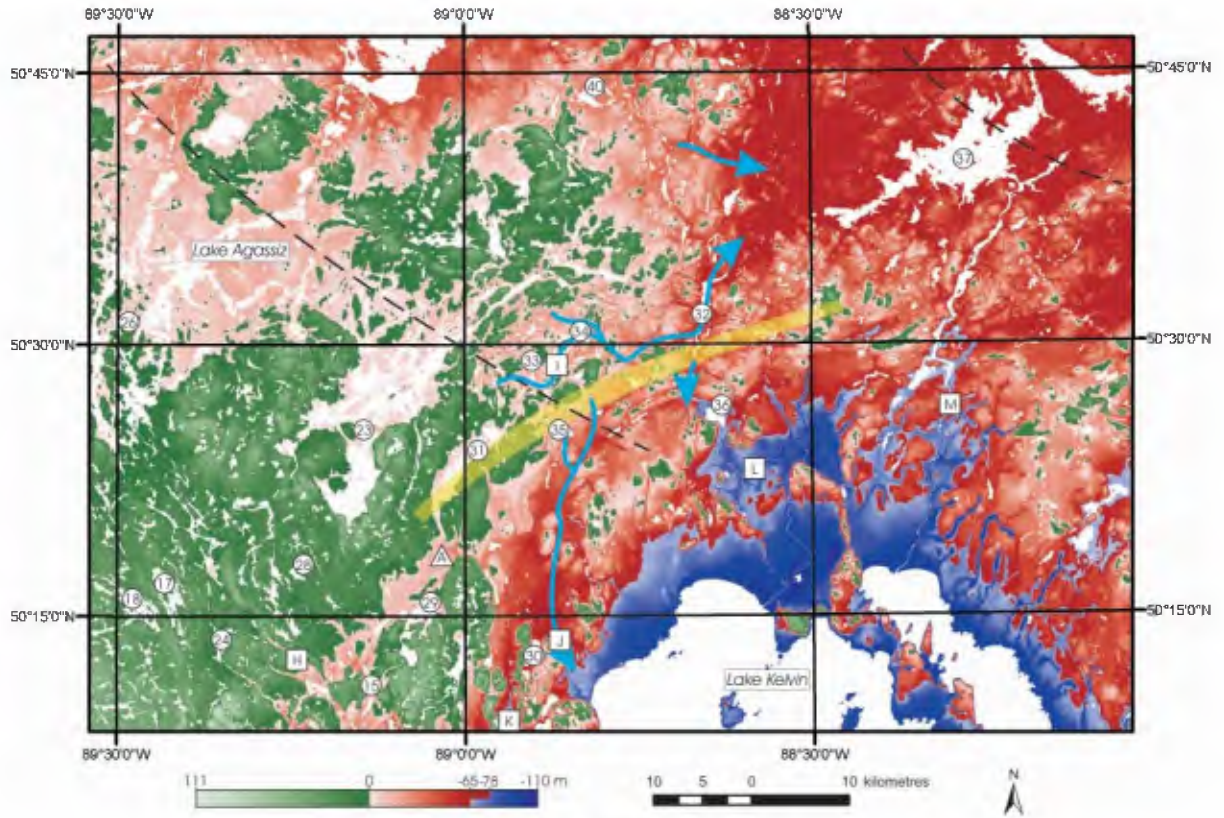 89°30'0"W 89°0'0"W 88°30'0"W
50°45'0"N 50°45'0"N
40
37
Lake Agassiz
26 32
34
50°30'0"N 50°30'0"N
33 I
36 M
23 35
31
L
A
28
17
18 29
50°15'0"N 50°15'0"N
24 J
H 30
15 Lake Kelvin
K
89°30'0"W 89°0'0"W 88°30'0"W
111 0 -65-78 -110 m 10 5 0 10 kilometres N